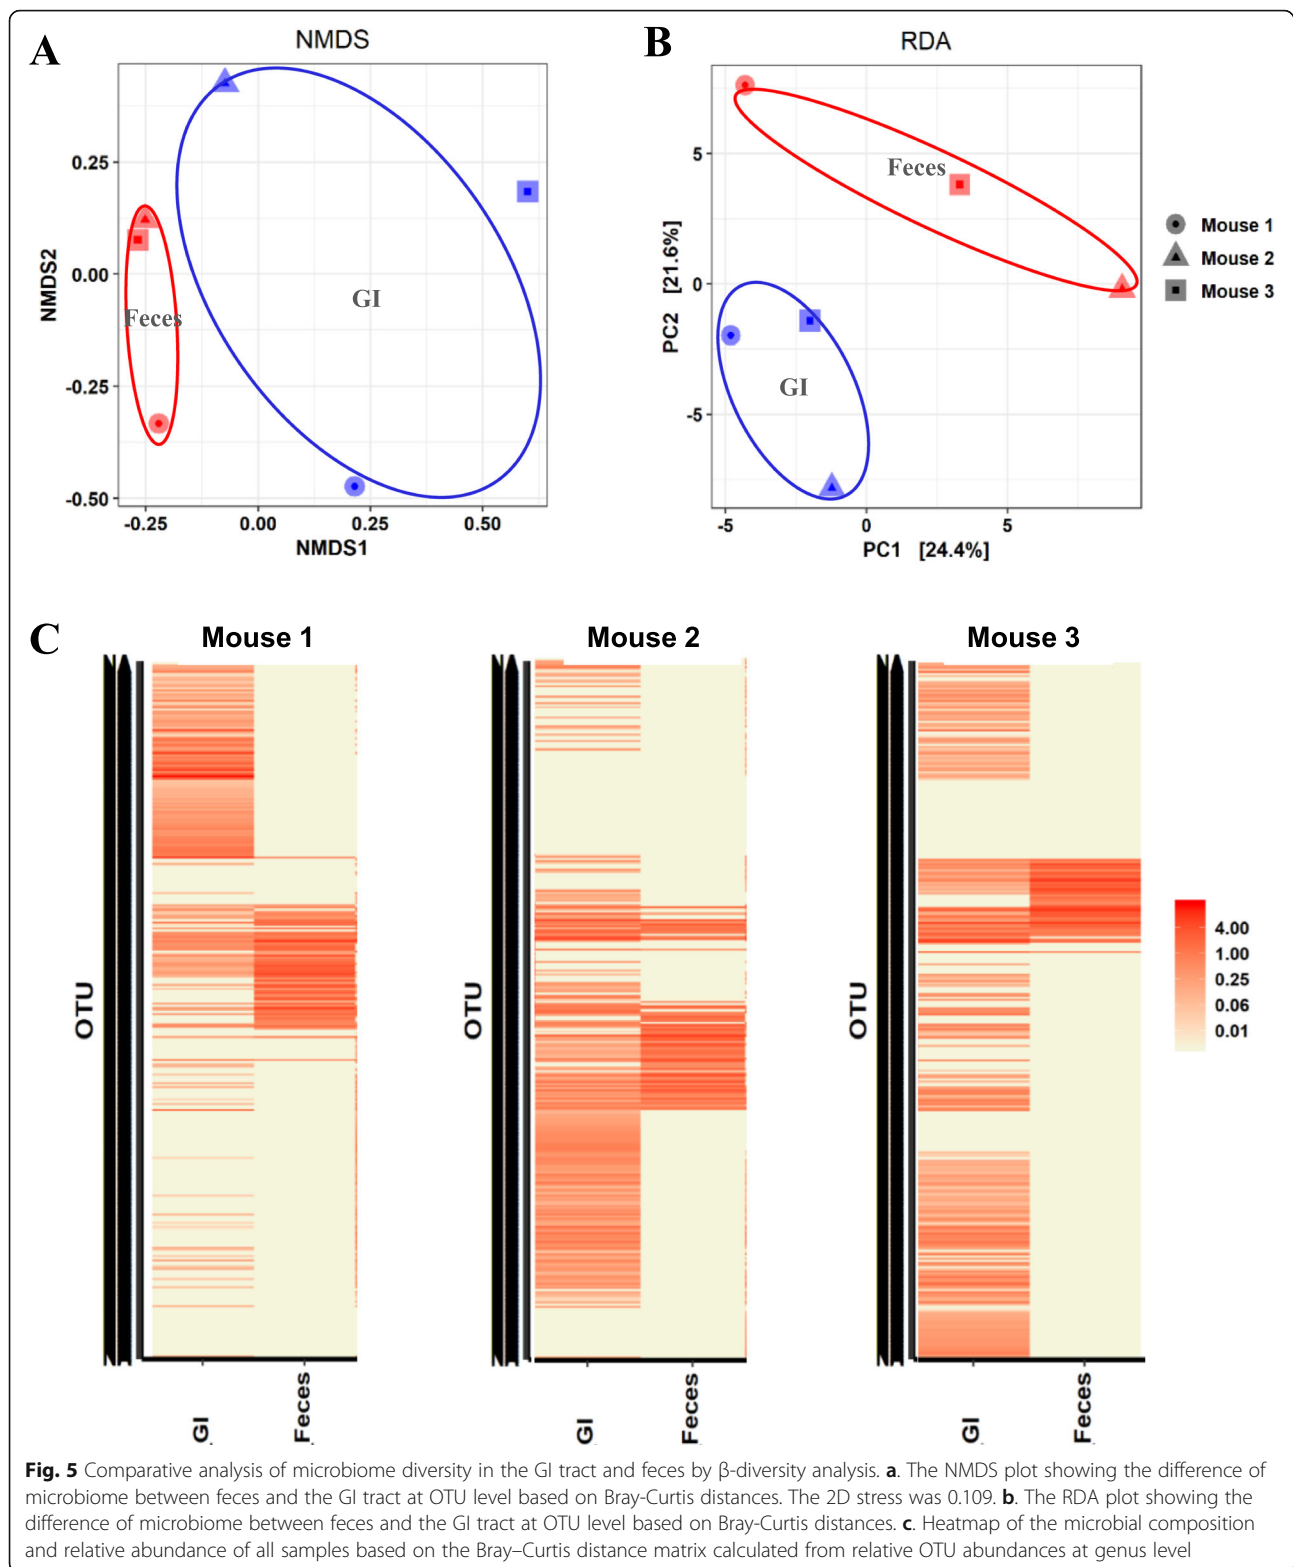 A
NMDS
NMDS2
0.25
0.00
-0.25
-0.50
Feces
GI
-0.25 0.00 0.25 0.50
NMDS1
B
RDA
PC2 [21.6%]
5
0
-5
Feces
GI
-5 0 5
PC1 [24.4%]
Mouse 1
Mouse 2
Mouse 3
C
Mouse 1
NA
OTU
NA
GI
Feces
Mouse 2
NA
OTU
NA
GI
Feces
Mouse 3
NA
OTU
NA
GI
Feces
4.00
1.00
0.25
0.06
0.01
Fig. 5 Comparative analysis of microbiome diversity in the GI tract and feces by β-diversity analysis. a. The NMDS plot showing the difference of
microbiome between feces and the GI tract at OTU level based on Bray-Curtis distances. The 2D stress was 0.109. b. The RDA plot showing the
difference of microbiome between feces and the GI tract at OTU level based on Bray-Curtis distances. c. Heatmap of the microbial composition
and relative abundance of all samples based on the Bray–Curtis distance matrix calculated from relative OTU abundances at genus level